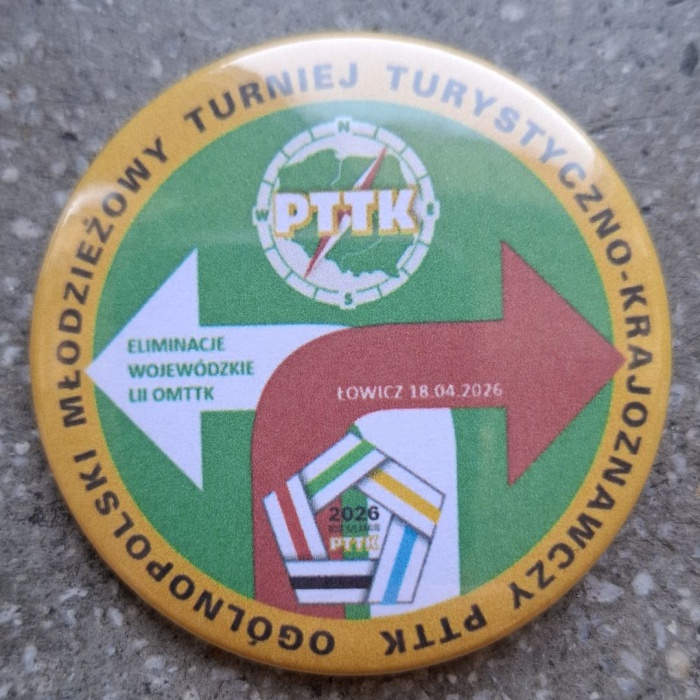 OGÓLNOPOLSKI MŁODZIEŻOWY TURNIEJ TURYSTYCZNO-KRAJOZNAWCZY PTTK
N
W
E
S
PTTK
ELIMINACJE
WOJEWÓDZKIE
LII OMTTK
ŁOWICZ 18.04.2026
2026
PTTK